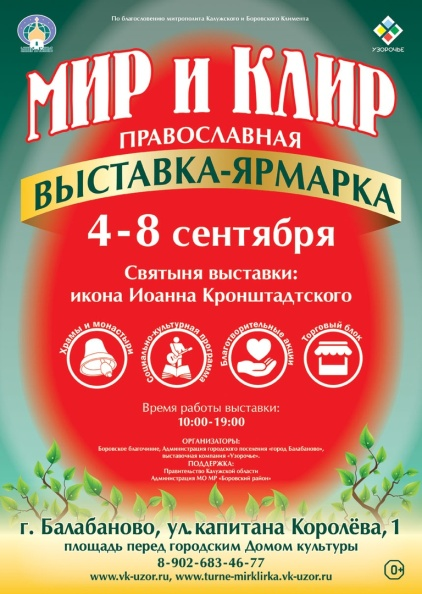 По благословению митрополита Калужского и Боровского Климента
УЗОРОЧЬЕ
МИР и КЛИР
ПРАВОСЛАВНАЯ
ВЫСТАВКА-ЯРМАРКА
4-8 сентября
Святыня выставки:
икона Иоанна Кронштадтского
Храмы и монастыри
Социально-культурная программа
Благотворительные акции
Торговый блок
Время работы выставки:
10:00-19:00
ОРГАНИЗАТОРЫ:
Боровское благочиние, Администрация городского поселения «город Балабаново»,
выставочная компания «Узорочье».
ПОДДЕРЖКА:
Правительство Калужской области
Администрация МО МР «Боровский район»
г. Балабаново, ул. капитана Королёва, 1
площадь перед городским Домом культуры
8-902-683-46-77
www.vk-uzor.ru, www.turne-mirklirka.vk-uzor.ru
0+